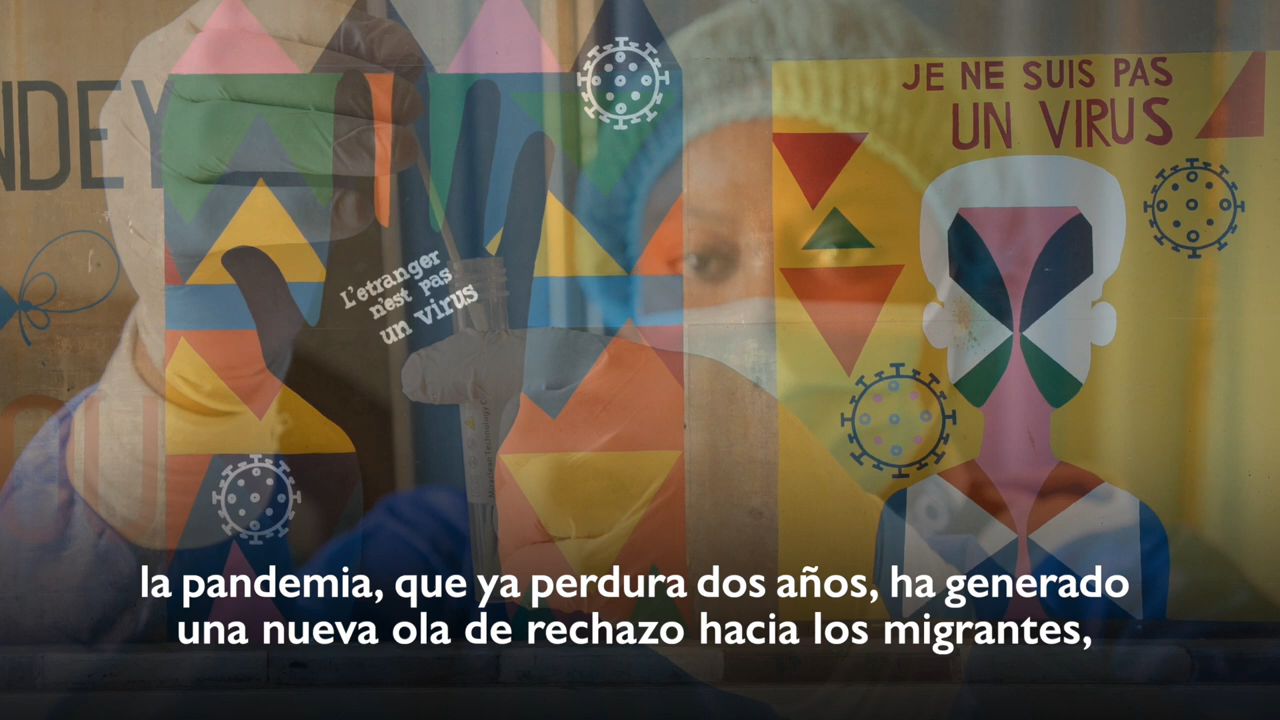 NDEY
JE NE SUIS PAS
UN VIRUS
L'etranger
n'est pas
un virus
la pandemia, que ya perdura dos años, ha generado
una nueva ola de rechazo hacia los migrantes,